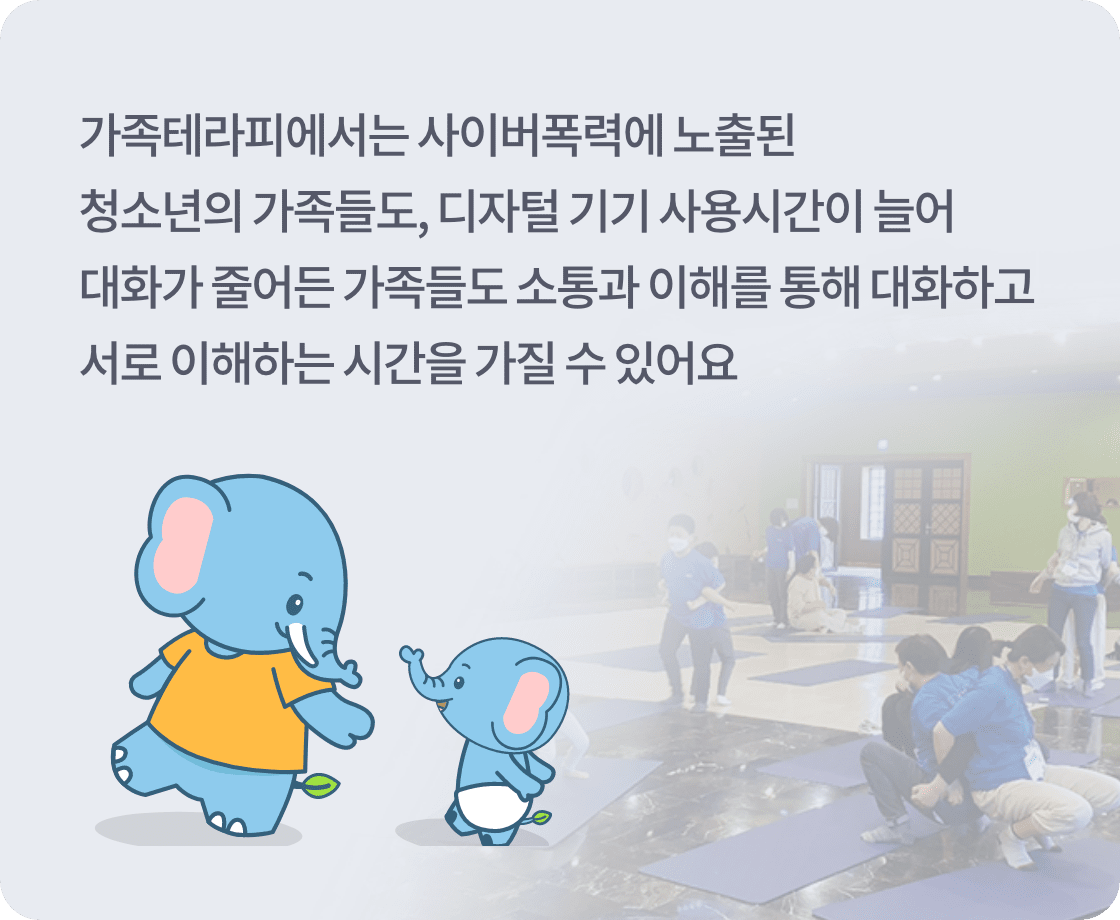 가족테라피에서는 사이버폭력에 노출된
청소년의 가족들도, 디지털 기기 사용시간이 늘어
대화가 줄어든 가족들도 소통과 이해를 통해 대화하고
서로 이해하는 시간을 가질 수 있어요